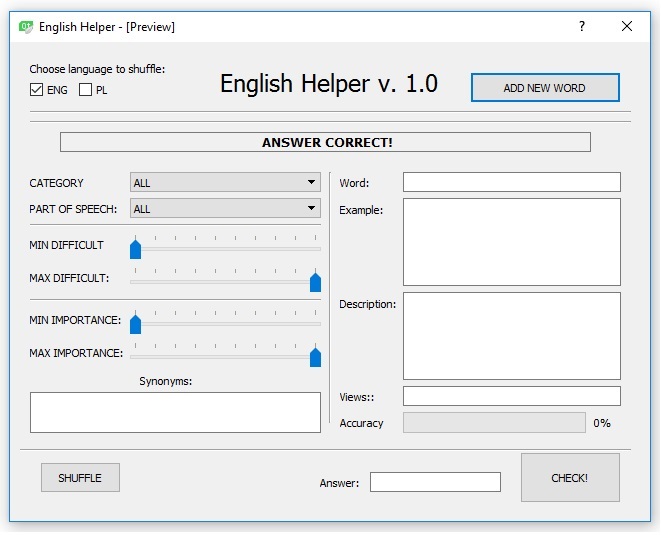 English Helper - [Preview]
?
Choose language to shuffle:
ENG PL
English Helper v. 1.0
ADD NEW WORD
ANSWER CORRECT!
CATEGORY ALL
PART OF SPEECH: ALL
MIN DIFFICULT
MAX DIFFICULT:
MIN IMPORTANCE:
MAX IMPORTANCE:
Synonyms:
Word:
Example:
Description:
Views::
Accuracy 0%
SHUFFLE
Answer:
CHECK!